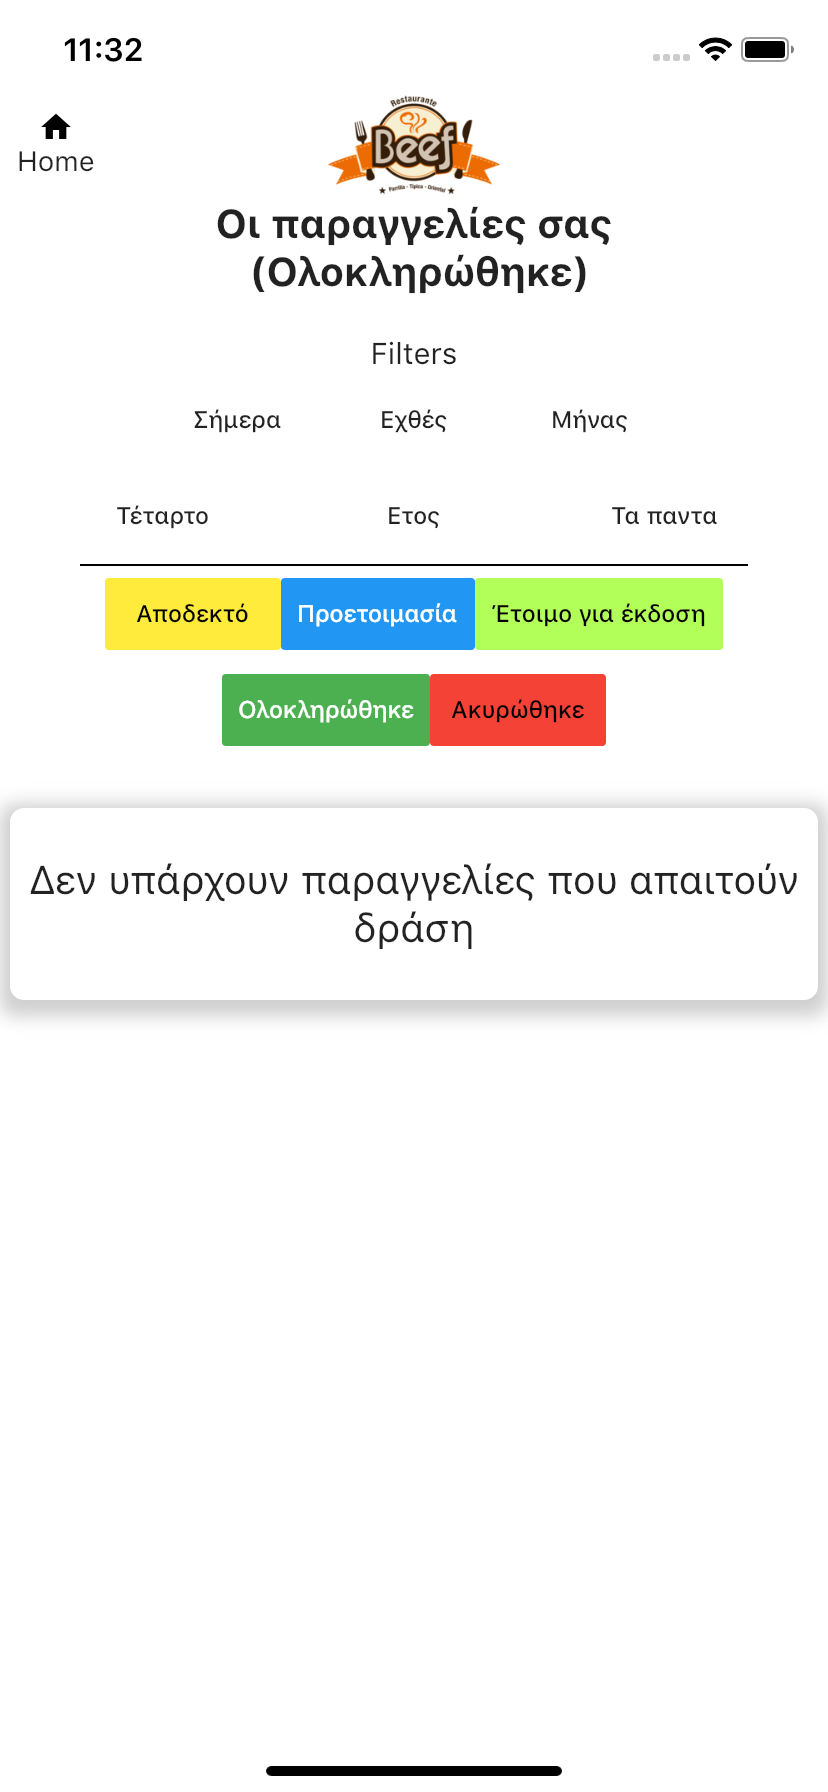 11:32
Home
Restaurante
Beef
Parrilla - Típica - Oriental
Οι παραγγελίες σας
(Ολοκληρώθηκε)
Filters
Σήμερα Εχθές Μήνας
Τέταρτο Ετος Τα παντα
Αποδεκτό Προετοιμασία Έτοιμο για έκδοση
Ολοκληρώθηκε Ακυρώθηκε
Δεν υπάρχουν παραγγελίες που απαιτούν
δράση